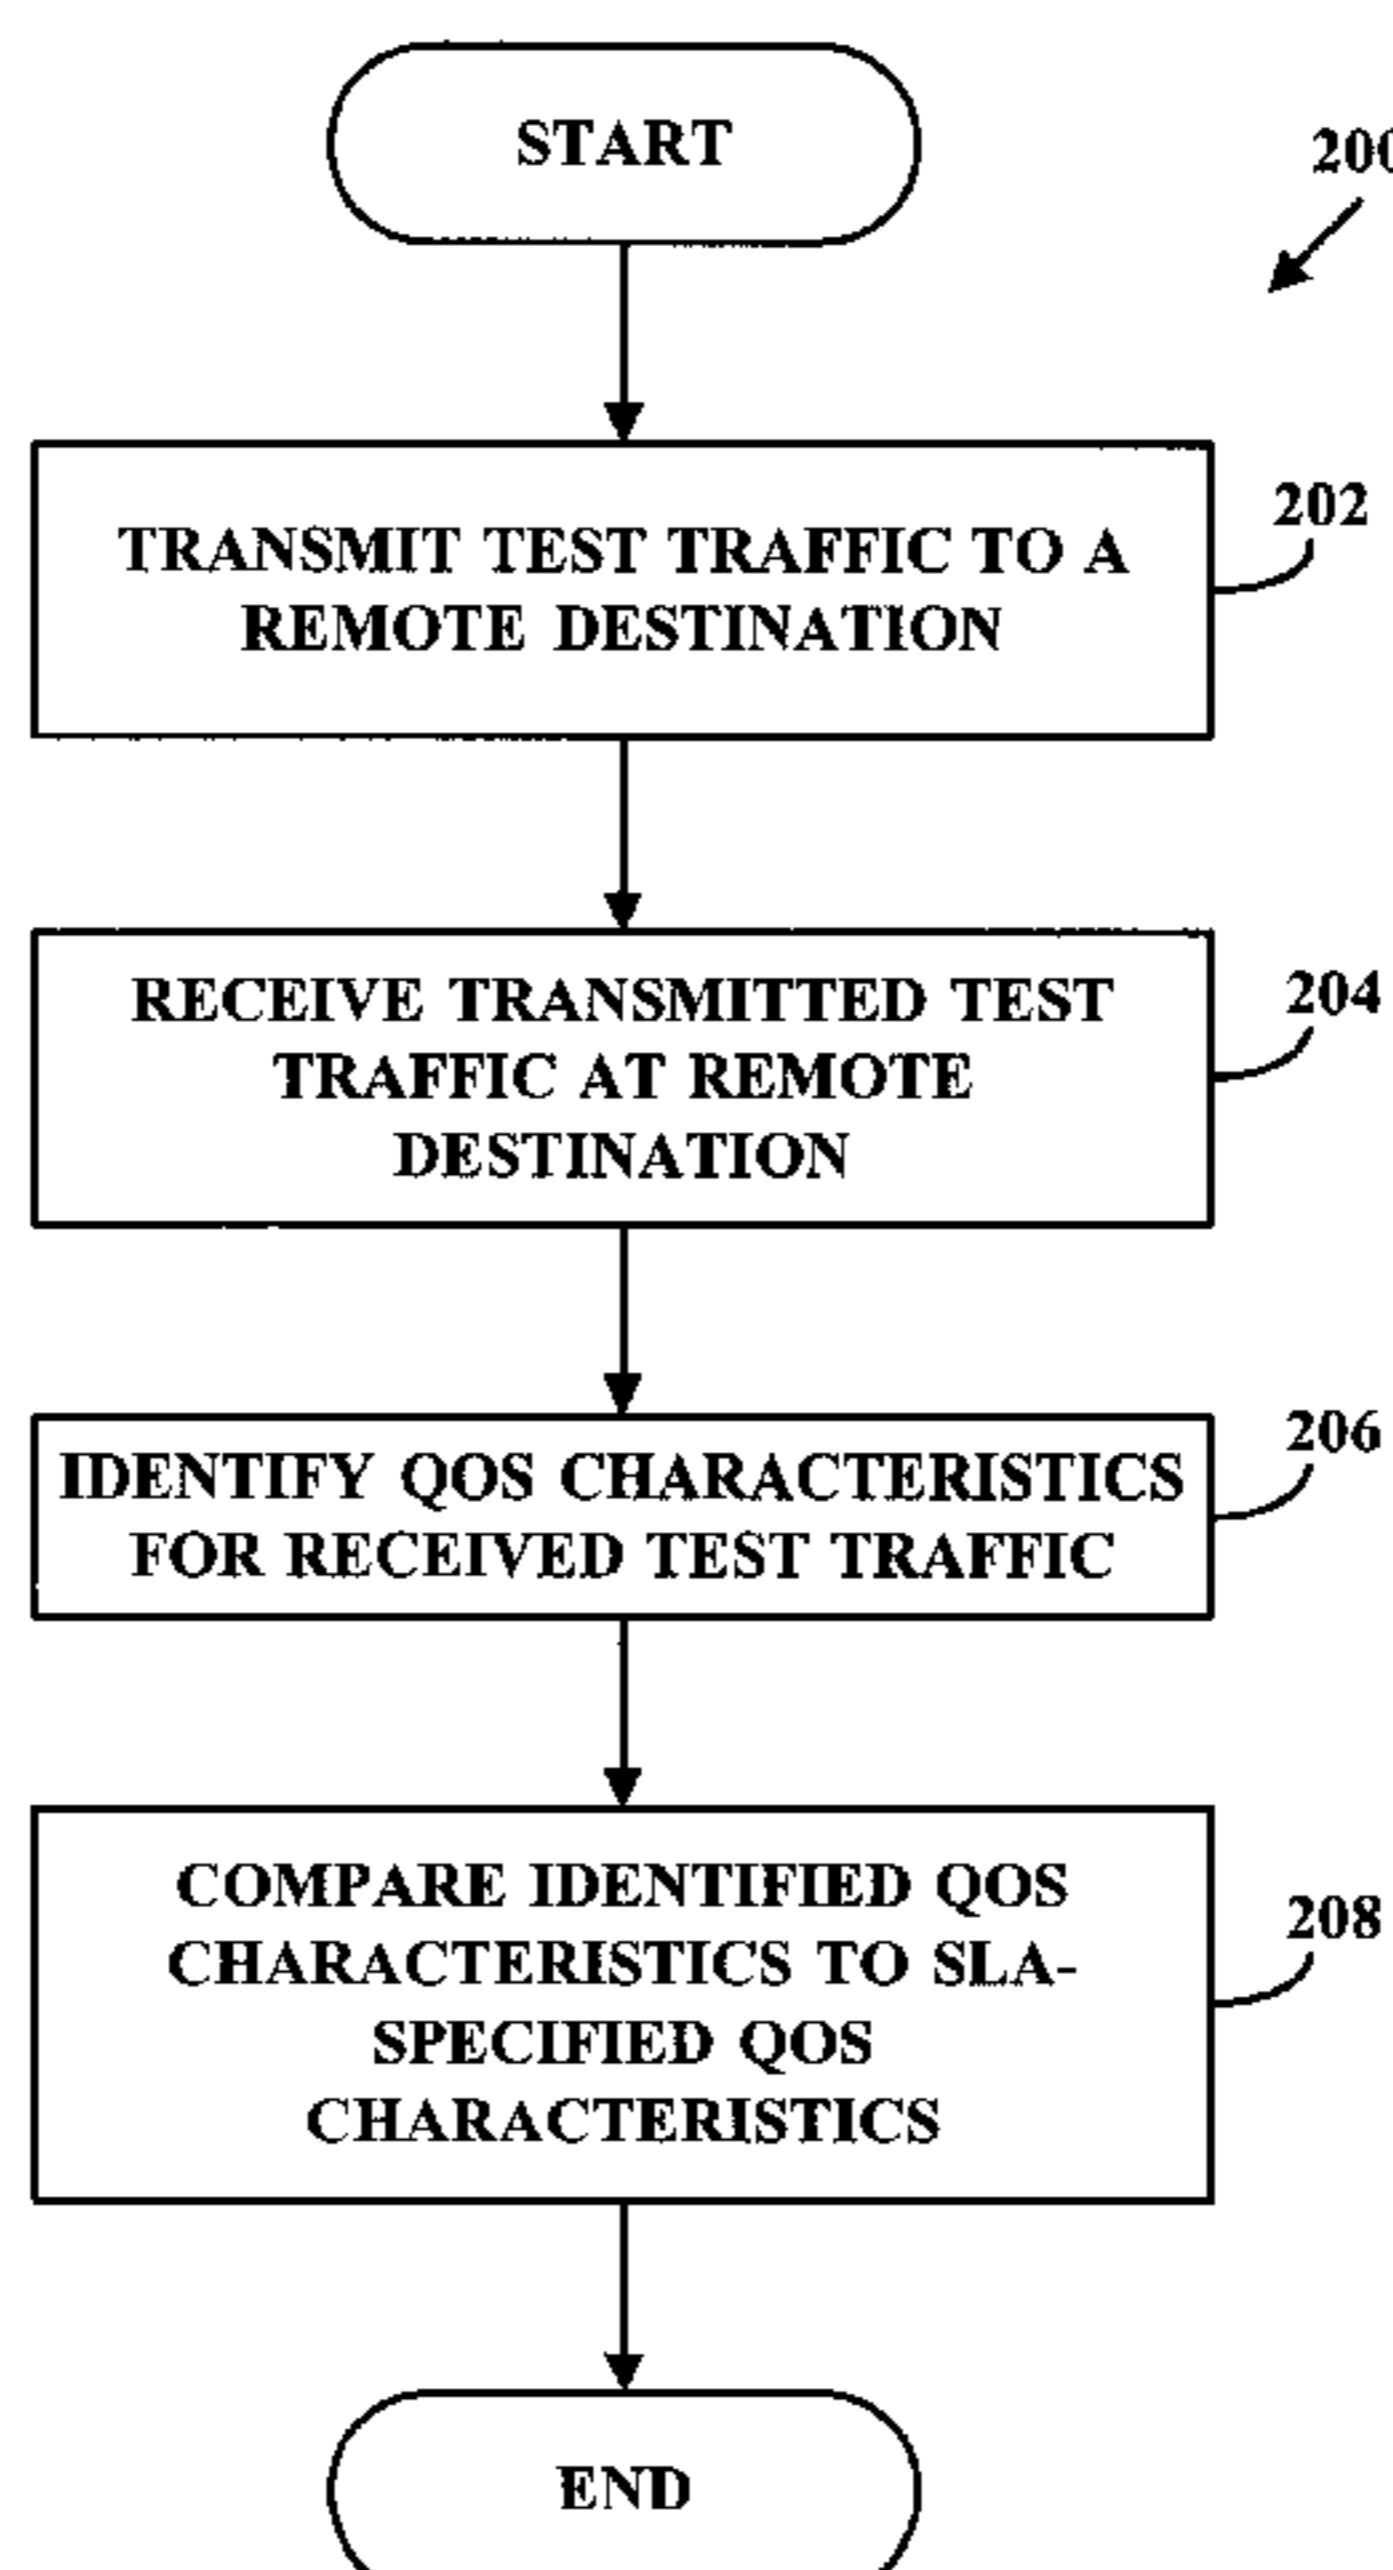 START
200
TRANSMIT TEST TRAFFIC TO A
REMOTE DESTINATION
202
RECEIVE TRANSMITTED TEST
TRAFFIC AT REMOTE
DESTINATION
204
IDENTIFY QOS CHARACTERISTICS
FOR RECEIVED TEST TRAFFIC
206
COMPARE IDENTIFIED QOS
CHARACTERISTICS TO SLA-
SPECIFIED QOS
CHARACTERISTICS
208
END